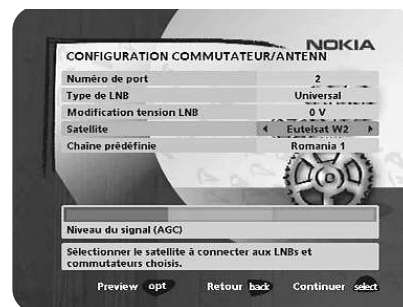 NOKIA
CONFIGURATION COMMUTATEUR/ANTENN
Numéro de port 2
Type de LNB Universal
Modification tension LNB 0 V
Satellite Eutelsat W2
Chaîne prédéfinie Romania 1
Niveau du signal (AGC)
Sélectionner le satellite à connecter aux LNBs et
commutateurs choisis.
Preview opt Retour back Continuer select